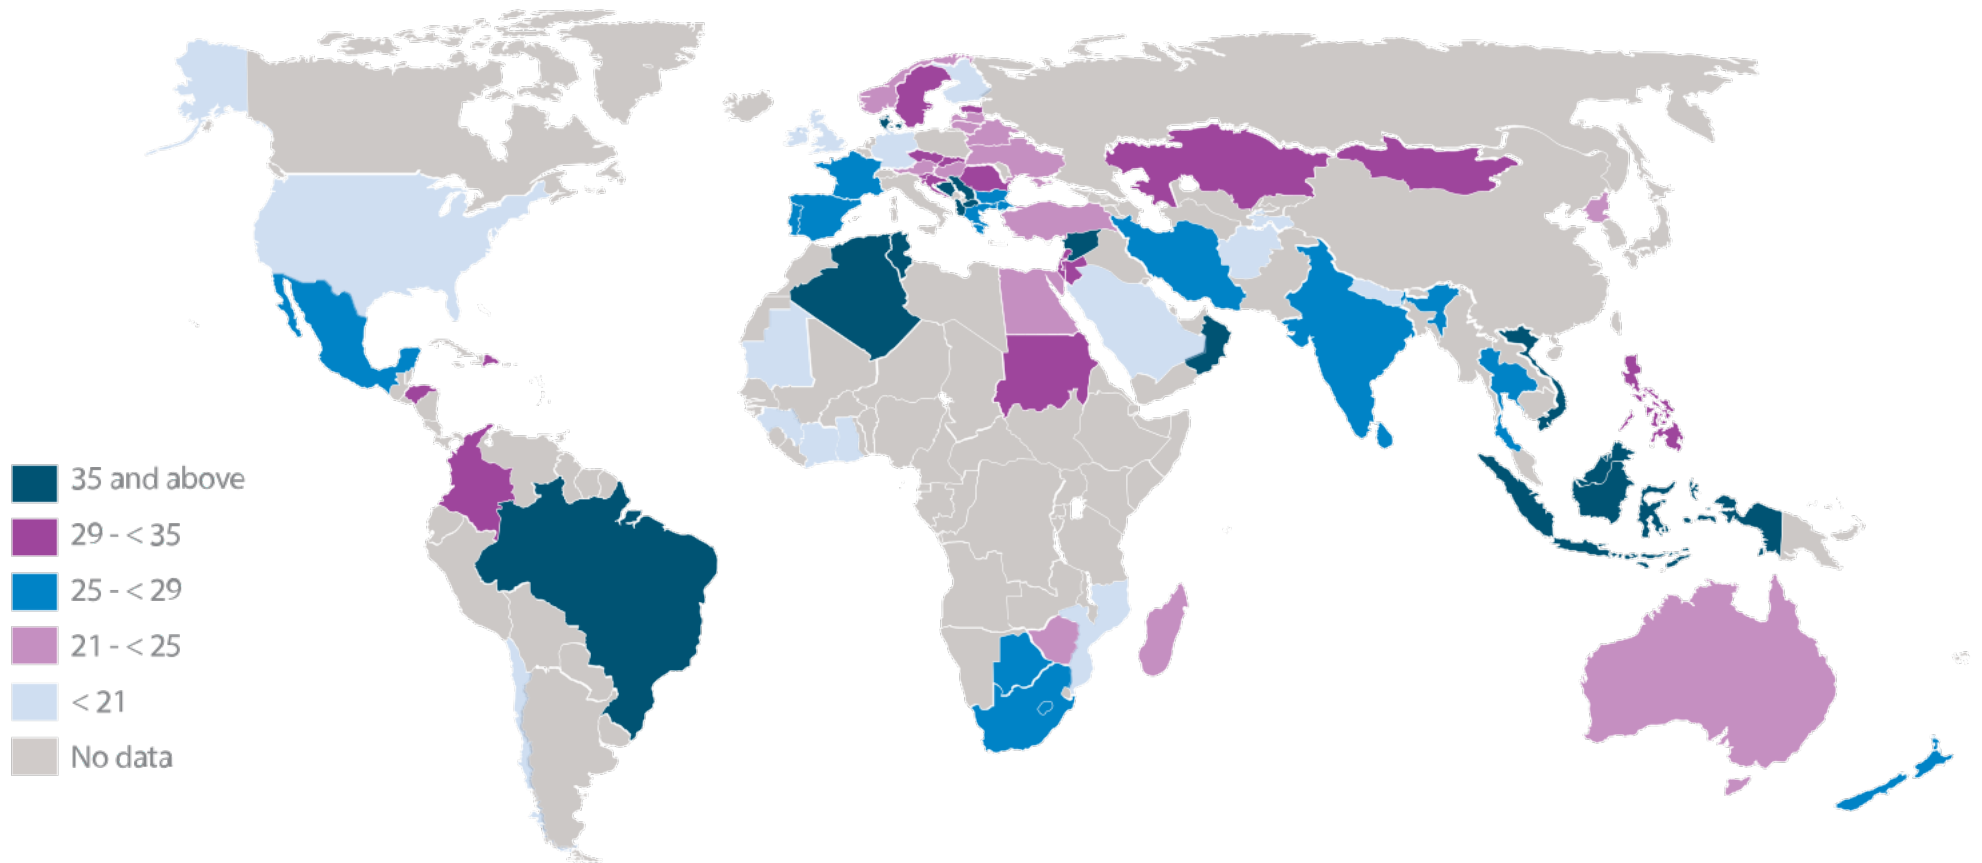 35 and above
29 - < 35
25 - < 29
21 - < 25
< 21
No data